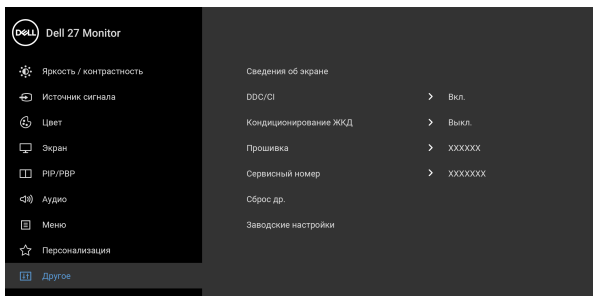 DELL Dell 27 Monitor
Яркость / контрастность
Источник сигнала
Цвет
Экран
PIP/PBP
Аудио
Меню
Персонализация
Другое
Сведения об экране
DDC/CI Вкл.
Кондиционирование ЖКД Выкл.
Прошивка XXXXXX
Сервисный номер XXXXXXX
Сброс др.
Заводские настройки